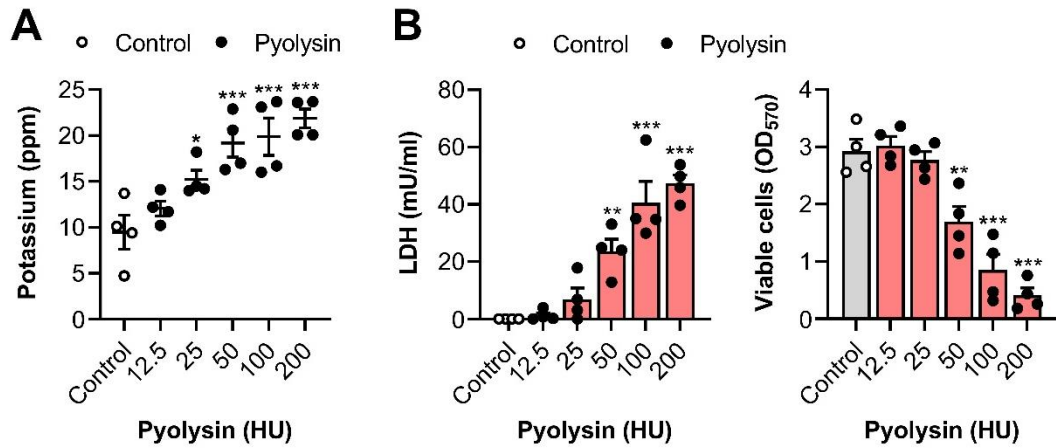 A
Control
Pyolysin
Potassium (ppm)
25
20
15
10
5
0
*
***
***
***
Control
12.5
25
50
100
200
Pyolysin (HU)
B
Control
Pyolysin
LDH (mU/ml)
80
60
40
20
0
**
***
***
Control
12.5
25
50
100
200
Pyolysin (HU)
Viable cells (OD570)
4
3
2
1
0
**
***
***
Control
12.5
25
50
100
200
Pyolysin (HU)